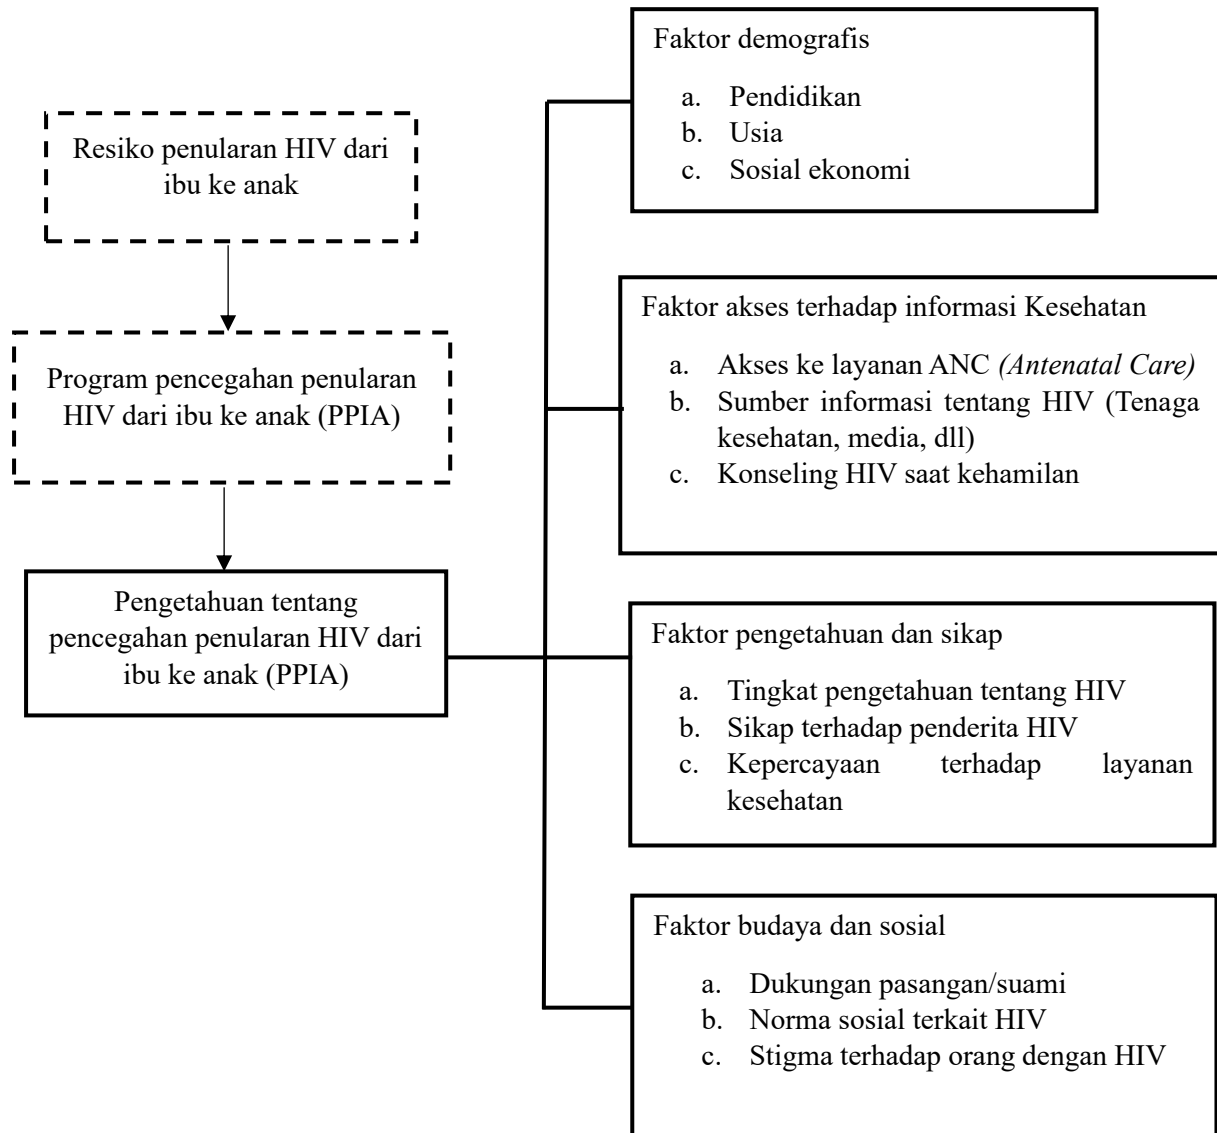 Resiko penularan HIV dari
ibu ke anak
Program pencegahan penularan
HIV dari ibu ke anak (PPIA)
Pengetahuan tentang
pencegahan penularan HIV dari
ibu ke anak (PPIA)
Faktor demografis
a. Pendidikan
b. Usia
c. Sosial ekonomi
Faktor akses terhadap informasi Kesehatan
a. Akses ke layanan ANC (Antenatal Care)
b. Sumber informasi tentang HIV (Tenaga
kesehatan, media, dll)
c. Konseling HIV saat kehamilan
Faktor pengetahuan dan sikap
a. Tingkat pengetahuan tentang HIV
b. Sikap terhadap penderita HIV
c. Kepercayaan terhadap layanan
kesehatan
Faktor budaya dan sosial
a. Dukungan pasangan/suami
b. Norma sosial terkait HIV
c. Stigma terhadap orang dengan HIV